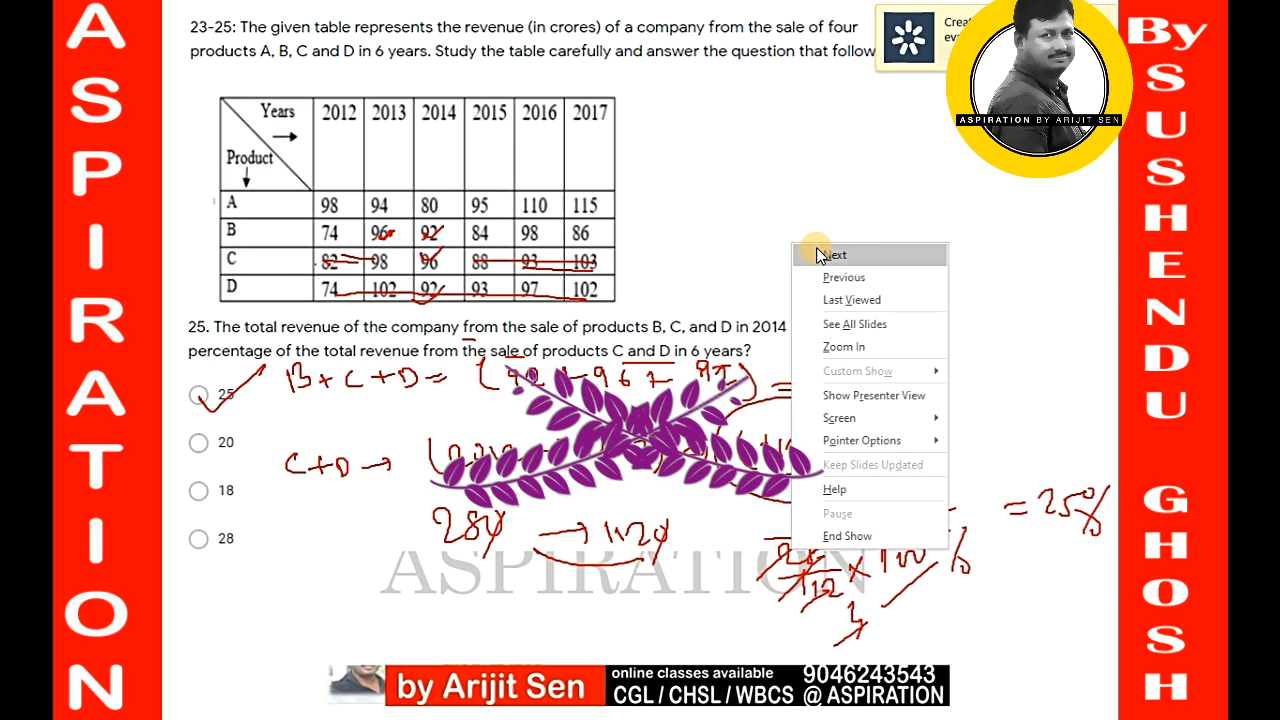 ASPIRATION
By SUSHENDU GHOSH
23-25: The given table represents the revenue (in crores) of a company from the sale of four
products A, B, C and D in 6 years. Study the table carefully and answer the question that follow
ASPIRATION BY ARIJIT SEN
Years 2012 2013 2014 2015 2016 2017
Product
A 98 94 80 95 110 115
B 74 96 92 84 98 86
C 82 98 96 88 93 103
D 74 102 92 93 97 102
25. The total revenue of the company from the sale of products B, C, and D in 2014
percentage of the total revenue from the sale of products C and D in 6 years?
25
20
18
28
B+C+D=
C+D →
280 → 1120
= 25%
× 100 %
Next
Previous
Last Viewed
See All Slides
Zoom In
Custom Show
Show Presenter View
Screen
Pointer Options
Keep Slides Updated
Help
Pause
End Show
ASPIRATION
by Arijit Sen
online classes available
CGL / CHSL / WBCS
9046243543
@ ASPIRATION